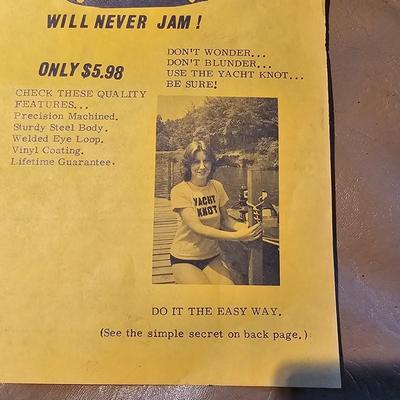 WILL NEVER JAM!
ONLY $5.98
CHECK THESE QUALITY
FEATURES...
Precision Machined.
Sturdy Steel Body.
Welded Eye Loop.
Vinyl Coating.
Lifetime Guarantee.
DON'T WONDER...
DON'T BLUNDER...
USE THE YACHT KNOT...
BE SURE!
YACHT
KNOT
DO IT THE EASY WAY.
(See the simple secret on back page.)